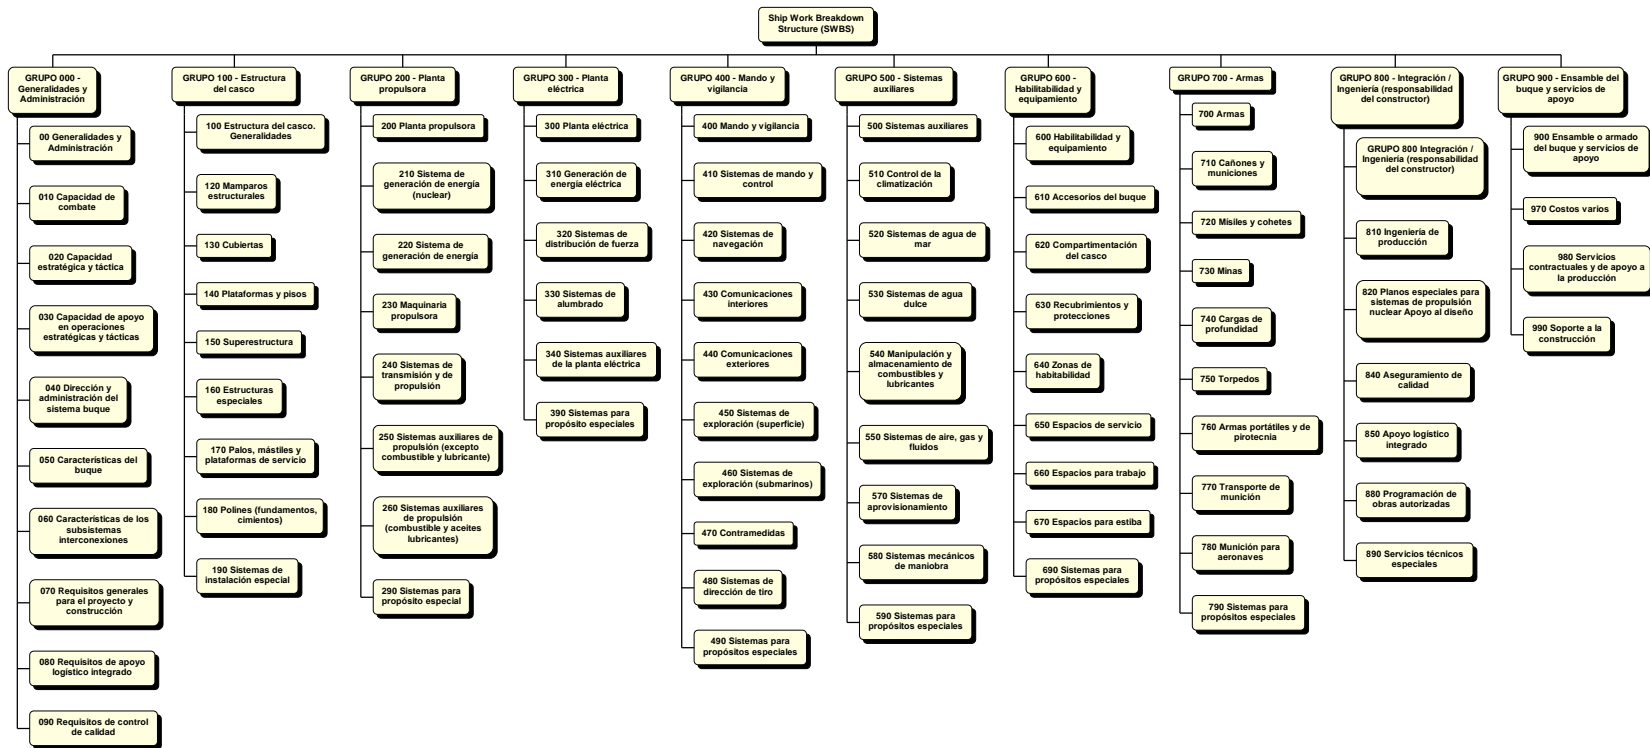 Ship Work Breakdown
Structure (SWBS)
GRUPO 000 -
Generalidades y
Administración
00 Generalidades y
Administración
010 Capacidad de
combate
020 Capacidad
estratégica y táctica
030 Capacidad de apoyo
en operaciones
estratégicas y tácticas
040 Dirección y
administración del
sistema buque
050 Características del
buque
060 Características de los
subsistemas
interconexiones
070 Requisitos generales
para el proyecto y
construcción
080 Requisitos de apoyo
logístico integrado
090 Requisitos de control
de calidad
GRUPO 100 - Estructura
del casco
100 Estructura del casco.
Generalidades
120 Mamparos
estructurales
130 Cubiertas
140 Plataformas y pisos
150 Superestructura
160 Estructuras
especiales
170 Palos, mástiles y
plataformas de servicio
180 Polines (fundamentos,
cimientos)
190 Sistemas de
instalación especial
GRUPO 200 - Planta
propulsora
200 Planta propulsora
210 Sistema de
generación de energía
(nuclear)
220 Sistema de
generación de energía
230 Maquinaria
propulsora
240 Sistemas de
transmisión y de
propulsión
250 Sistemas auxiliares de
propulsión (excepto
combustible y lubricante)
260 Sistemas auxiliares
de propulsión
(combustible y aceites
lubricantes)
290 Sistemas para
propósito especial
GRUPO 300 - Planta
eléctrica
300 Planta eléctrica
310 Generación de
energía eléctrica
320 Sistemas de
distribución de fuerza
330 Sistemas de
alumbrado
340 Sistemas auxiliares
de la planta eléctrica
390 Sistemas para
propósito especiales
GRUPO 400 - Mando y
vigilancia
400 Mando y vigilancia
410 Sistemas de mando y
control
420 Sistemas de
navegación
430 Comunicaciones
interiores
440 Comunicaciones
exteriores
450 Sistemas de
exploración (superficie)
460 Sistemas de
exploración (submarinos)
470 Contramedidas
480 Sistemas de
dirección de tiro
490 Sistemas para
propósitos especiales
GRUPO 500 - Sistemas
auxiliares
500 Sistemas auxiliares
510 Control de la
climatización
520 Sistemas de agua de
mar
530 Sistemas de agua
dulce
540 Manipulación y
almacenamiento de
combustibles y
lubricantes
550 Sistemas de aire, gas y
fluidos
570 Sistemas de
aprovisionamiento
580 Sistemas mecánicos
de maniobra
590 Sistemas para
propósitos especiales
GRUPO 600 -
Habilitabilidad y
equipamiento
600 Habilitabilidad y
equipamiento
610 Accesorios del buque
620 Compartimentación
del casco
630 Recubrimientos y
protecciones
640 Zonas de
habitabilidad
650 Espacios de servicio
660 Espacios para trabajo
670 Espacios para estiba
690 Sistemas para
propósitos especiales
GRUPO 700 - Armas
700 Armas
710 Cañones y
municiones
720 Mísiles y cohetes
730 Minas
740 Cargas de
profundidad
750 Torpedos
760 Armas portátiles y de
pirotecnia
770 Transporte de
munición
780 Munición para
aeronaves
790 Sistemas para
propósitos especiales
GRUPO 800 - Integración /
Ingeniería (responsabilidad
del constructor)
GRUPO 800 Integración /
Ingeniería (responsabilidad
del constructor)
810 Ingeniería de
producción
820 Planos especiales para
sistemas de propulsión
nuclear Apoyo al diseño
840 Aseguramiento de
calidad
850 Apoyo logístico
integrado
880 Programación de
obras autorizadas
890 Servicios técnicos
especiales
GRUPO 900 - Ensamble del
buque y servicios de
apoyo
900 Ensamble o armado
del buque y servicios de
apoyo
970 Costos varios
980 Servicios
contractuales y de apoyo a
la producción
990 Soporte a la
construcción